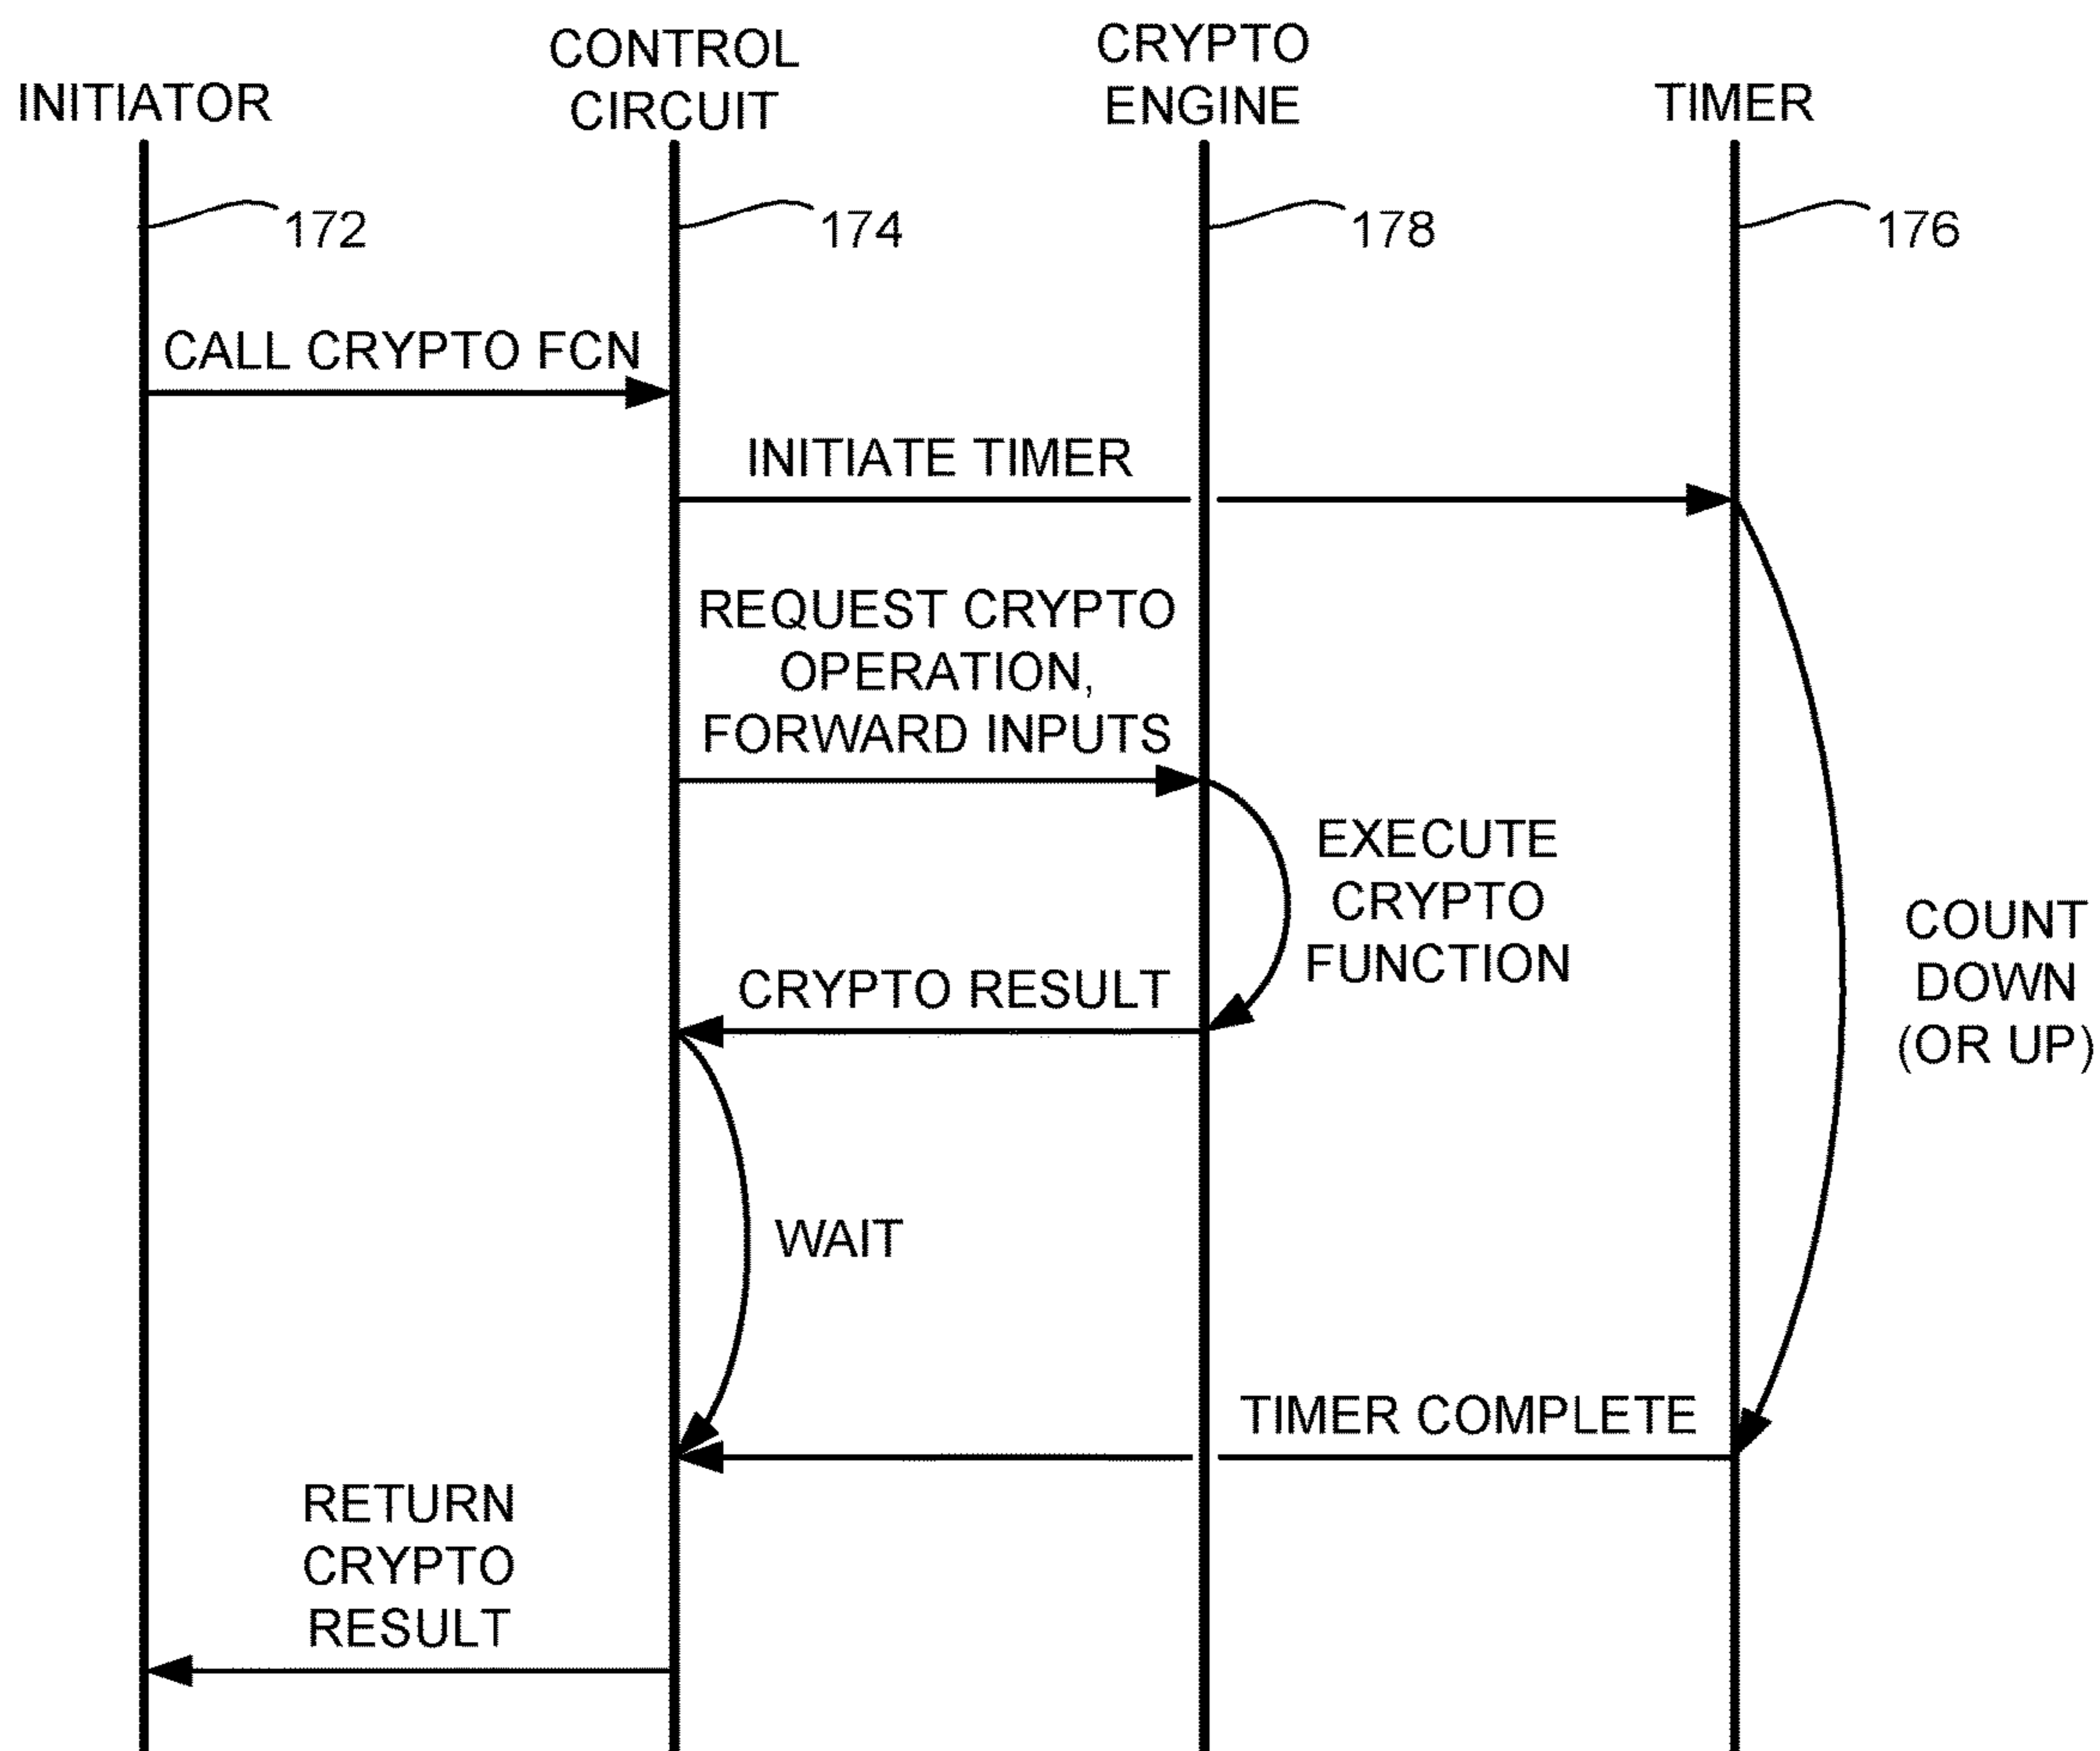 INITIATOR
CONTROL
CIRCUIT
CRYPTO
ENGINE
TIMER
172
174
178
176
CALL CRYPTO FCN
INITIATE TIMER
REQUEST CRYPTO
OPERATION,
FORWARD INPUTS
EXECUTE
CRYPTO
FUNCTION
COUNT
DOWN
(OR UP)
CRYPTO RESULT
WAIT
TIMER COMPLETE
RETURN
CRYPTO
RESULT